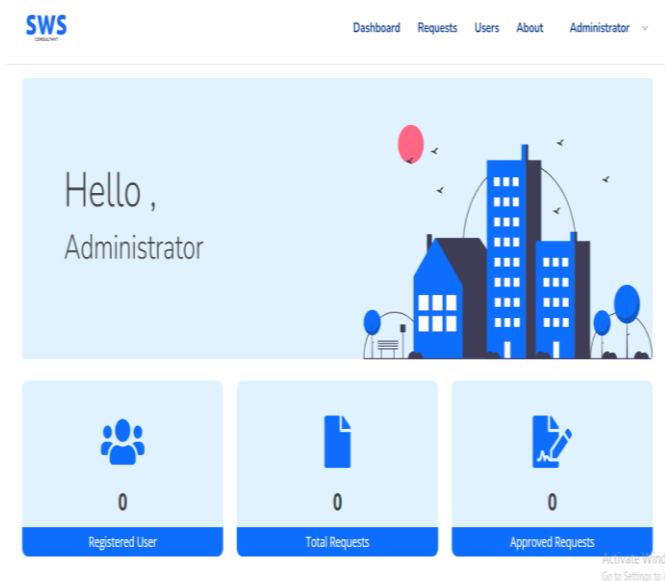 SWS
CONSULTANT
Dashboard Requests Users About Administrator
Hello ,
Administrator
0 0 0
Registered User Total Requests Approved Requests
Activate Wind
Go to Settings to a